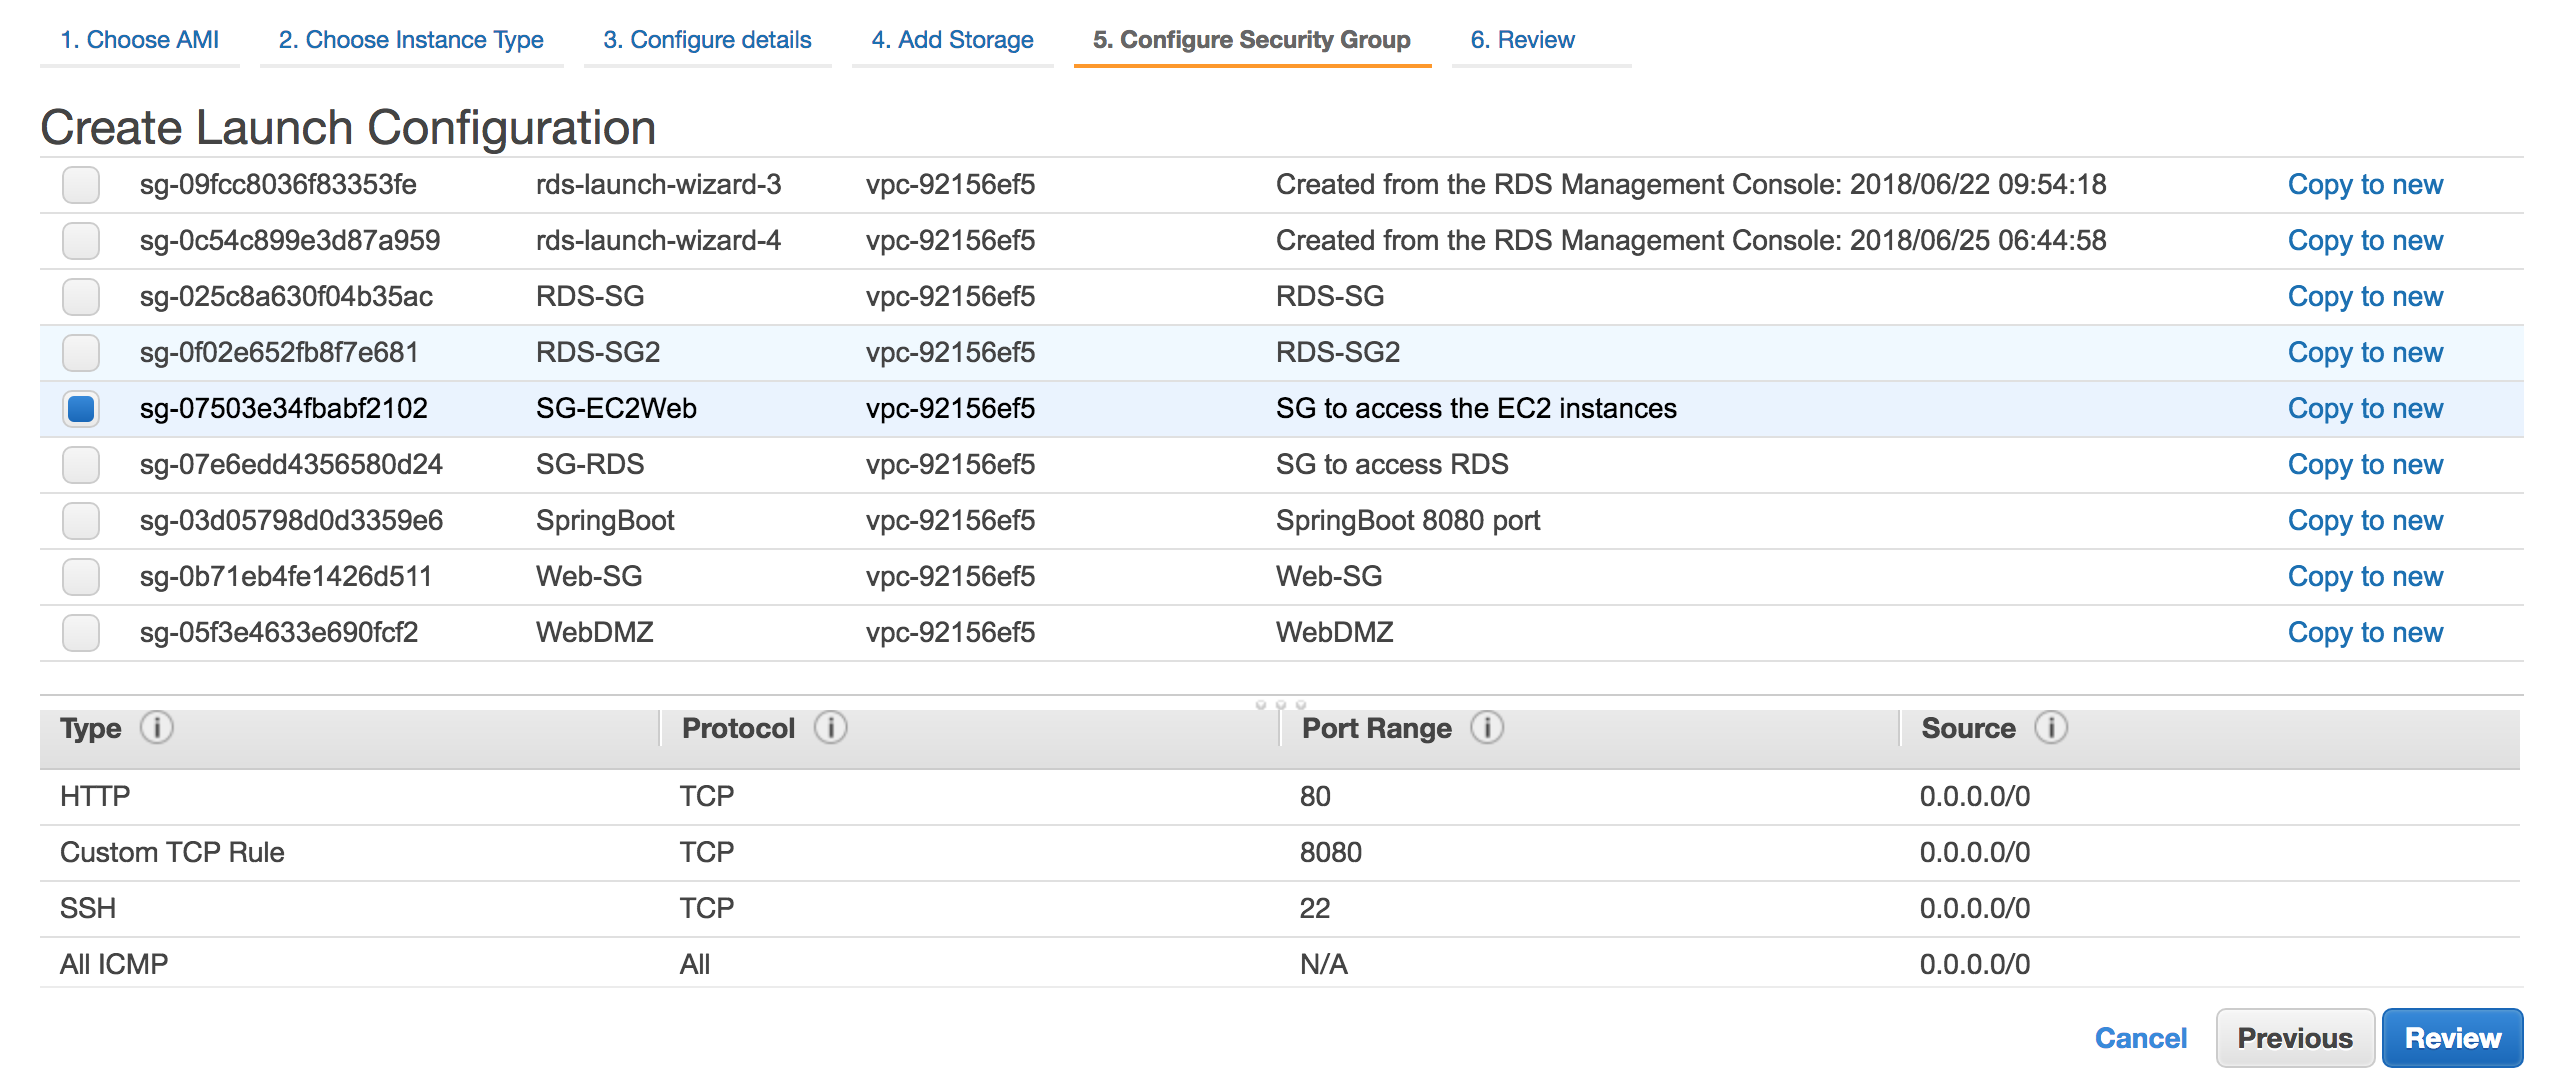 1. Choose AMI 2. Choose Instance Type 3. Configure details 4. Add Storage 5. Configure Security Group 6. Review
Create Launch Configuration
sg-09fcc8036f83353fe rds-launch-wizard-3 vpc-92156ef5 Created from the RDS Management Console: 2018/06/22 09:54:18 Copy to new
sg-0c54c899e3d87a959 rds-launch-wizard-4 vpc-92156ef5 Created from the RDS Management Console: 2018/06/25 06:44:58 Copy to new
sg-025c8a630f04b35ac RDS-SG vpc-92156ef5 RDS-SG Copy to new
sg-0f02e652fb8f7e681 RDS-SG2 vpc-92156ef5 RDS-SG2 Copy to new
sg-07503e34fbabf2102 SG-EC2Web vpc-92156ef5 SG to access the EC2 instances Copy to new
sg-07e6edd4356580d24 SG-RDS vpc-92156ef5 SG to access RDS Copy to new
sg-03d05798d0d3359e6 SpringBoot vpc-92156ef5 SpringBoot 8080 port Copy to new
sg-0b71eb4fe1426d511 Web-SG vpc-92156ef5 Web-SG Copy to new
sg-05f3e4633e690fcf2 WebDMZ vpc-92156ef5 WebDMZ Copy to new
Type i Protocol i Port Range i Source i
HTTP TCP 80 0.0.0.0/0
Custom TCP Rule TCP 8080 0.0.0.0/0
SSH TCP 22 0.0.0.0/0
All ICMP All N/A 0.0.0.0/0
Cancel Previous Review